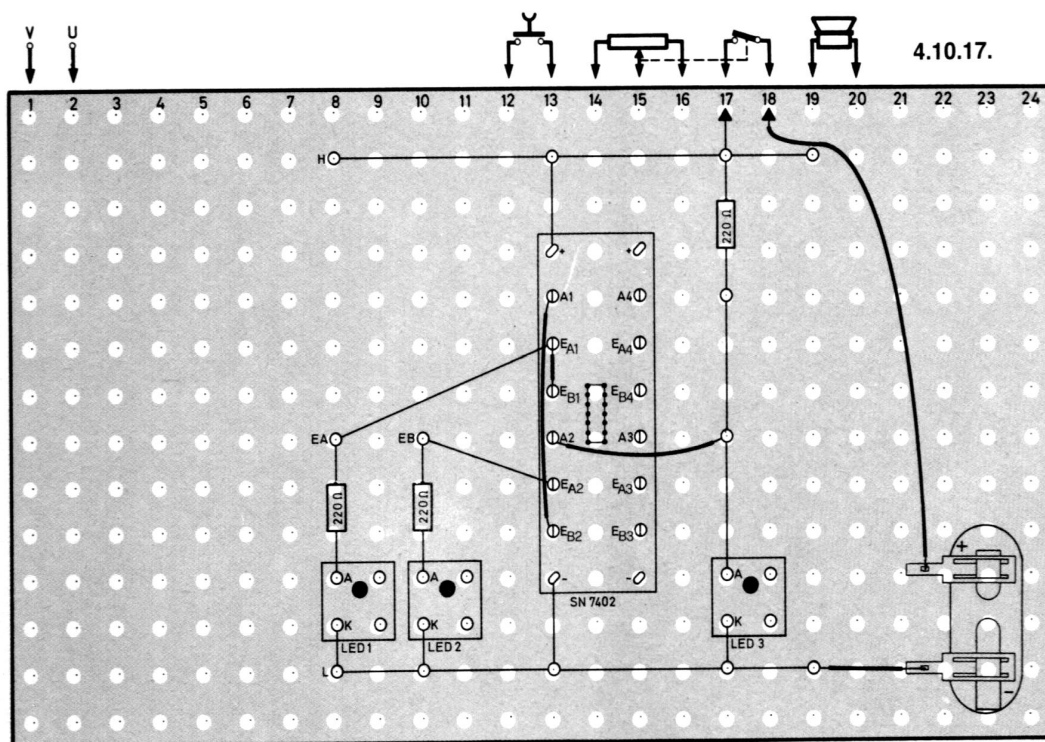 V U
4.10.17.
1 2 3 4 5 6 7 8 9 10 11 12 13 14 15 16 17 18 19 20 21 22 23 24
H
220 Ω
+ +
A1 A4
EA1 EA4
EB1 EB4
EA EB A2 A3
EA2 EA3
220 Ω 220 Ω
EB2 EB3
+
A A - - A
SN 7402
K K K
LED 1 LED 2 LED 3
L
-